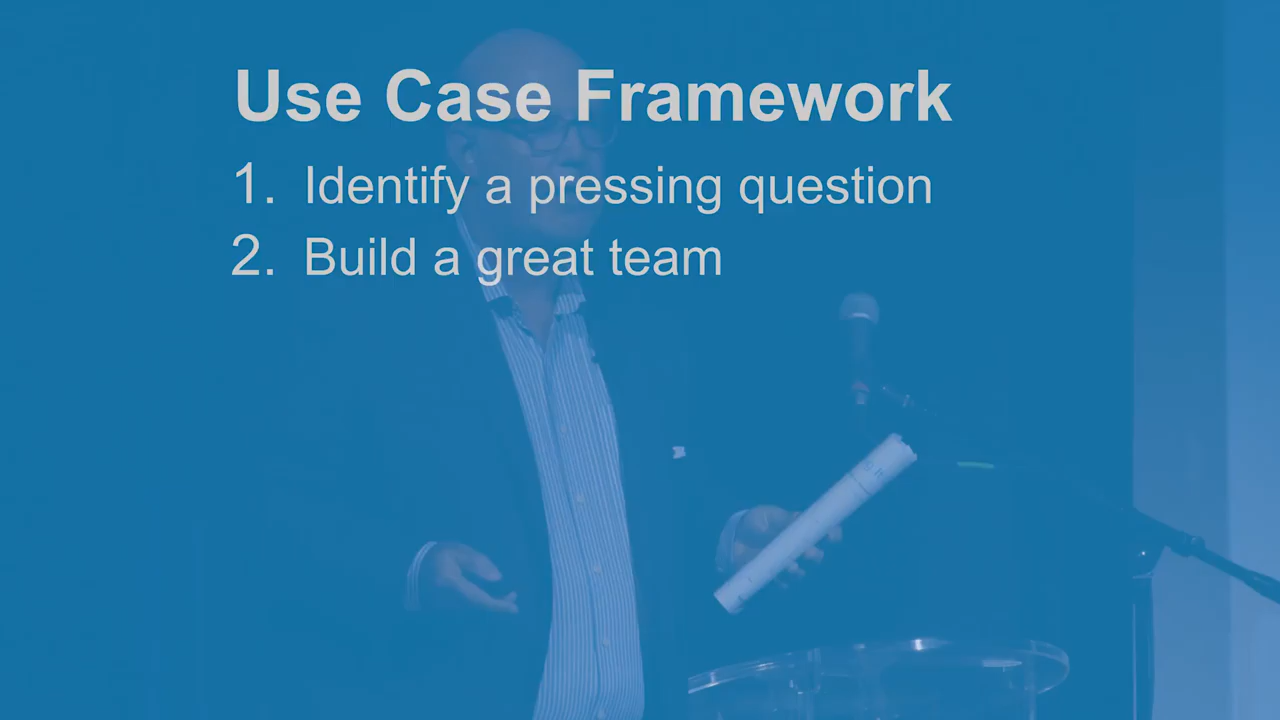 Use Case Framework
1. Identify a pressing question
2. Build a great team